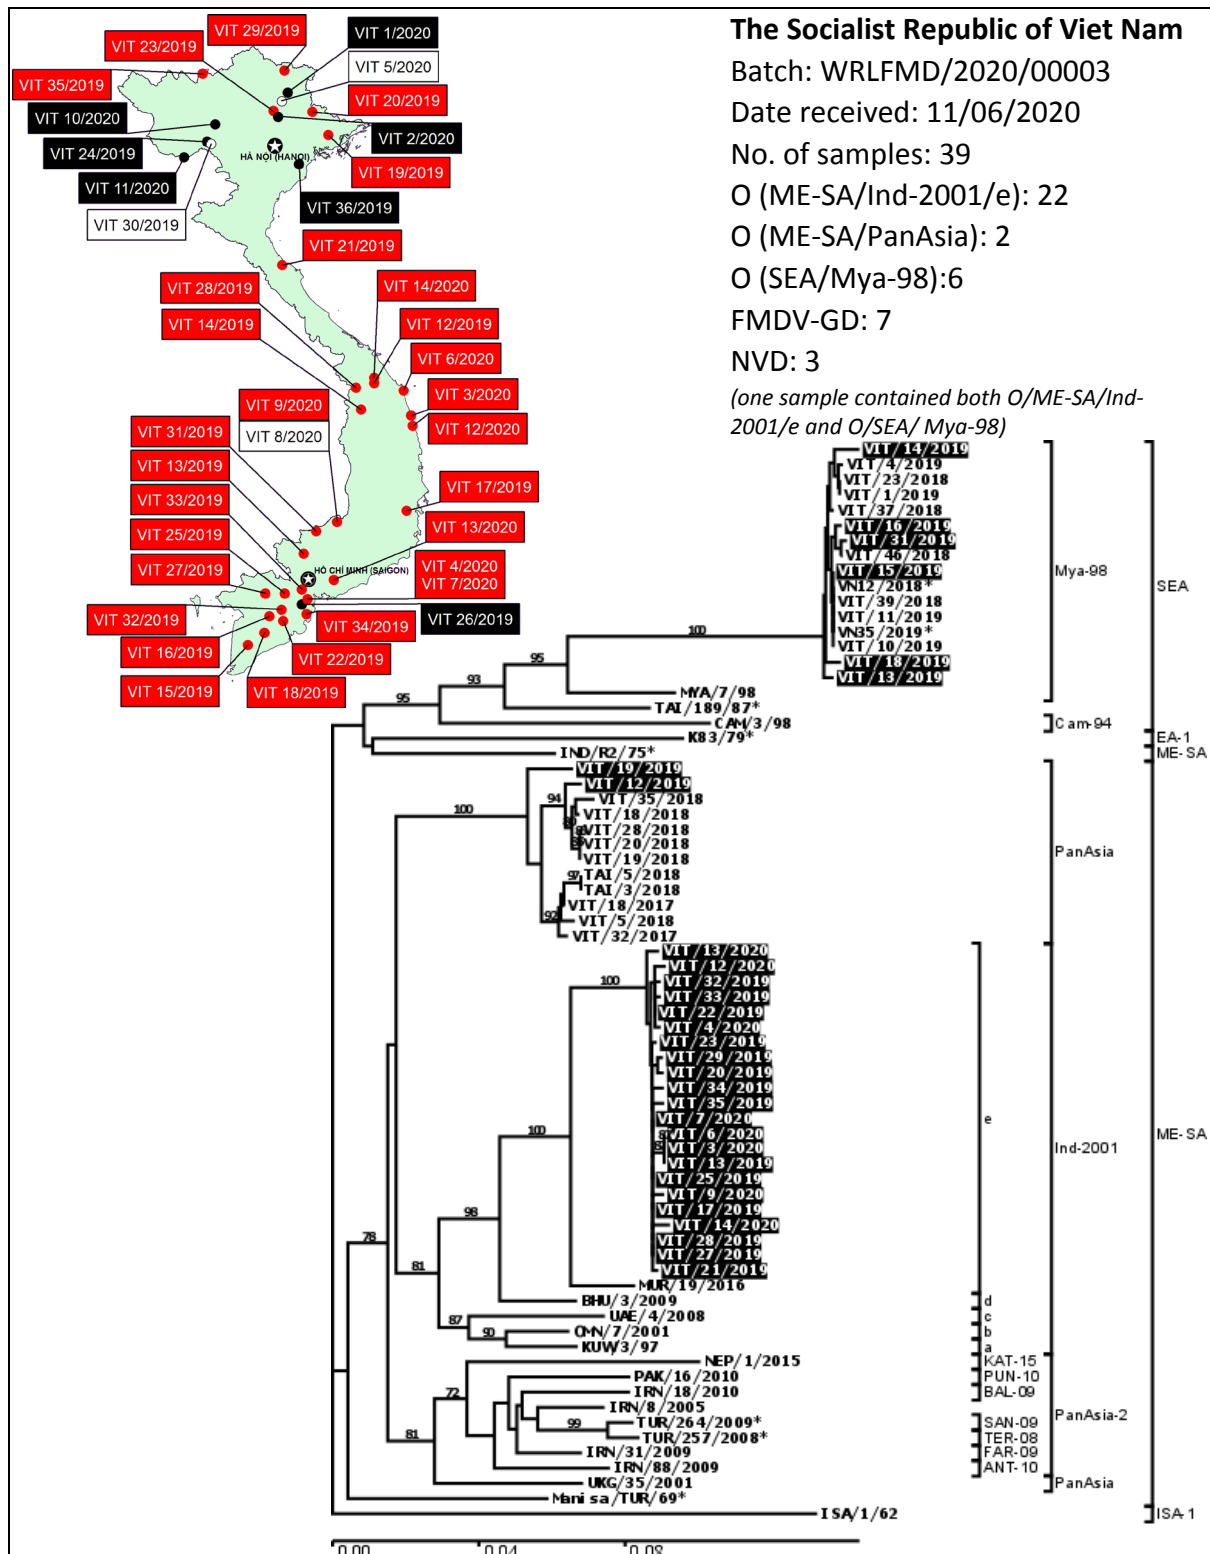 The Socialist Republic of Viet Nam
Batch: WRLFMD/2020/00003
Date received: 11/06/2020
No. of samples: 39
O (ME-SA/Ind-2001/e): 22
O (ME-SA/PanAsia): 2
O (SEA/Mya-98):6
FMDV-GD: 7
NVD: 3
(one sample contained both O/ME-SA/Ind-
2001/e and O/SEA/ Mya-98)
VIT 29/2019
VIT 1/2020
VIT 23/2019
VIT 5/2020
VIT 35/2019
VIT 20/2019
VIT 10/2020
VIT 2/2020
VIT 24/2019
HÀ NỘI (HANOI)
VIT 19/2019
VIT 11/2020
VIT 36/2019
VIT 30/2019
VIT 21/2019
VIT 28/2019
VIT 14/2020
VIT 14/2019
VIT 12/2019
VIT 6/2020
VIT 3/2020
VIT 9/2020
VIT 12/2020
VIT 8/2020
VIT 31/2019
VIT 13/2019
VIT 17/2019
VIT 33/2019
VIT 13/2020
VIT 25/2019
HỒ CHÍ MINH (SAIGON)
VIT 4/2020
VIT 7/2020
VIT 27/2019
VIT 32/2019
VIT 34/2019
VIT 26/2019
VIT 16/2019
VIT 22/2019
VIT 15/2019
VIT 18/2019
VIT/14/2019
VIT/4/2019
VIT/23/2018
VIT/1/2019
VIT/37/2018
VIT/16/2019
VIT/31/2019
VIT/46/2018
VIT/15/2019
VN12/2018*
VIT/39/2018
VIT/11/2019
VN35/2019*
VIT/10/2019
VIT/18/2019
VIT/13/2019
Mya-98
SEA
100
95
93
95
MYA/7/98
TAI/189/87*
CAM/3/98
Cam-94
K83/79*
EA-1
IND/R2/75*
ME-SA
VIT/19/2019
VIT/12/2019
VIT/35/2018
VIT/18/2018
VIT/28/2018
VIT/20/2018
VIT/19/2018
TAI/5/2018
TAI/3/2018
VIT/18/2017
VIT/5/2018
VIT/32/2017
100
94
97
92
PanAsia
VIT/13/2020
VIT/12/2020
VIT/32/2019
VIT/33/2019
VIT/22/2019
VIT/4/2020
VIT/23/2019
VIT/29/2019
VIT/20/2019
VIT/34/2019
VIT/35/2019
VIT/7/2020
VIT/6/2020
VIT/3/2020
VIT/13/2019
VIT/25/2019
VIT/9/2020
VIT/17/2019
VIT/14/2020
VIT/28/2019
VIT/27/2019
VIT/21/2019
100
100
98
78
81
e
Ind-2001
ME-SA
MUR/19/2016
BHU/3/2009
d
UAE/4/2008
c
87
OMN/7/2001
b
90
KUW/3/97
a
NEP/1/2015
KAT-15
PAK/16/2010
PUN-10
72
IRN/18/2010
BAL-09
IRN/8/2005
PanAsia-2
99
TUR/264/2009*
SAN-09
TUR/257/2008*
TER-08
81
IRN/31/2009
FAR-09
IRN/88/2009
ANT-10
UKG/35/2001
PanAsia
Manisa/TUR/69*
ISA/1/62
ISA-1
0.00
0.04
0.08